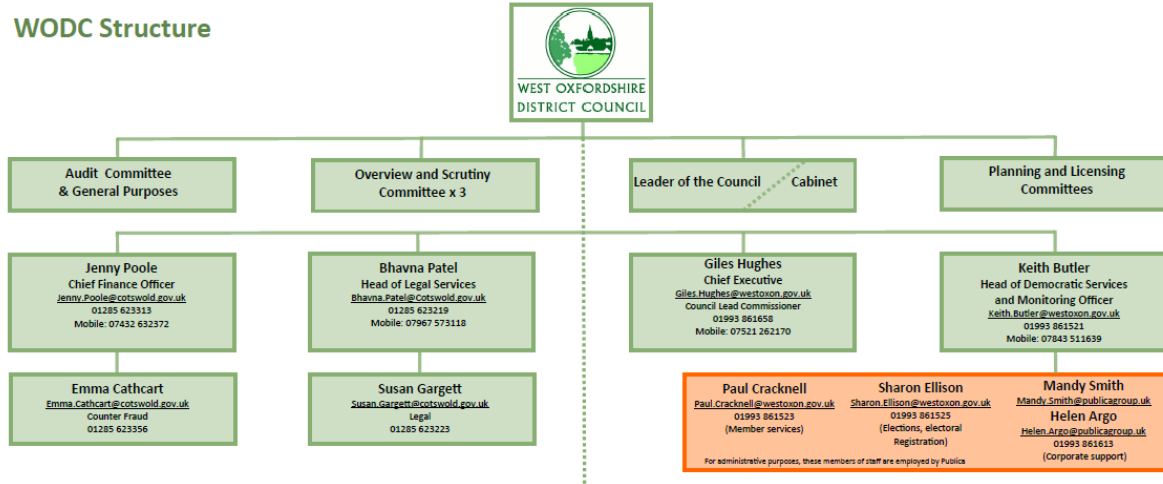 WODC Structure
WEST OXFORDSHIRE
DISTRICT COUNCIL
Audit Committee
& General Purposes
Overview and Scrutiny
Committee x 3
Leader of the Council
Cabinet
Planning and Licensing
Committees
Jenny Poole
Chief Finance Officer
Jenny.Poole@cotswold.gov.uk
01285 623313
Mobile: 07432 632372
Bhavna Patel
Head of Legal Services
Bhavna.Patel@Cotswold.gov.uk
01285 623219
Mobile: 07967 573118
Giles Hughes
Chief Executive
Giles.Hughes@westoxon.gov.uk
Council Lead Commissioner
01993 861658
Mobile: 07521 262170
Keith Butler
Head of Democratic Services
and Monitoring Officer
Keith.Butler@westoxon.gov.uk
01993 861521
Mobile: 07843 511639
Emma Cathcart
Emma.Cathcart@cotswold.gov.uk
Counter Fraud
01285 623356
Susan Gargett
Susan.Gargett@cotswold.gov.uk
Legal
01285 623223
Paul Cracknell
Paul.Cracknell@westoxon.gov.uk
01993 861523
(Member services)
Sharon Ellison
Sharon.Ellison@westoxon.gov.uk
01993 861525
(Elections, electoral
Registration)
Mandy Smith
Mandy.Smith@publicagroup.uk
Helen Argo
Helen.Argo@publicagroup.uk
01993 861613
(Corporate support)
For administrative purposes, these members of staff are employed by Publica